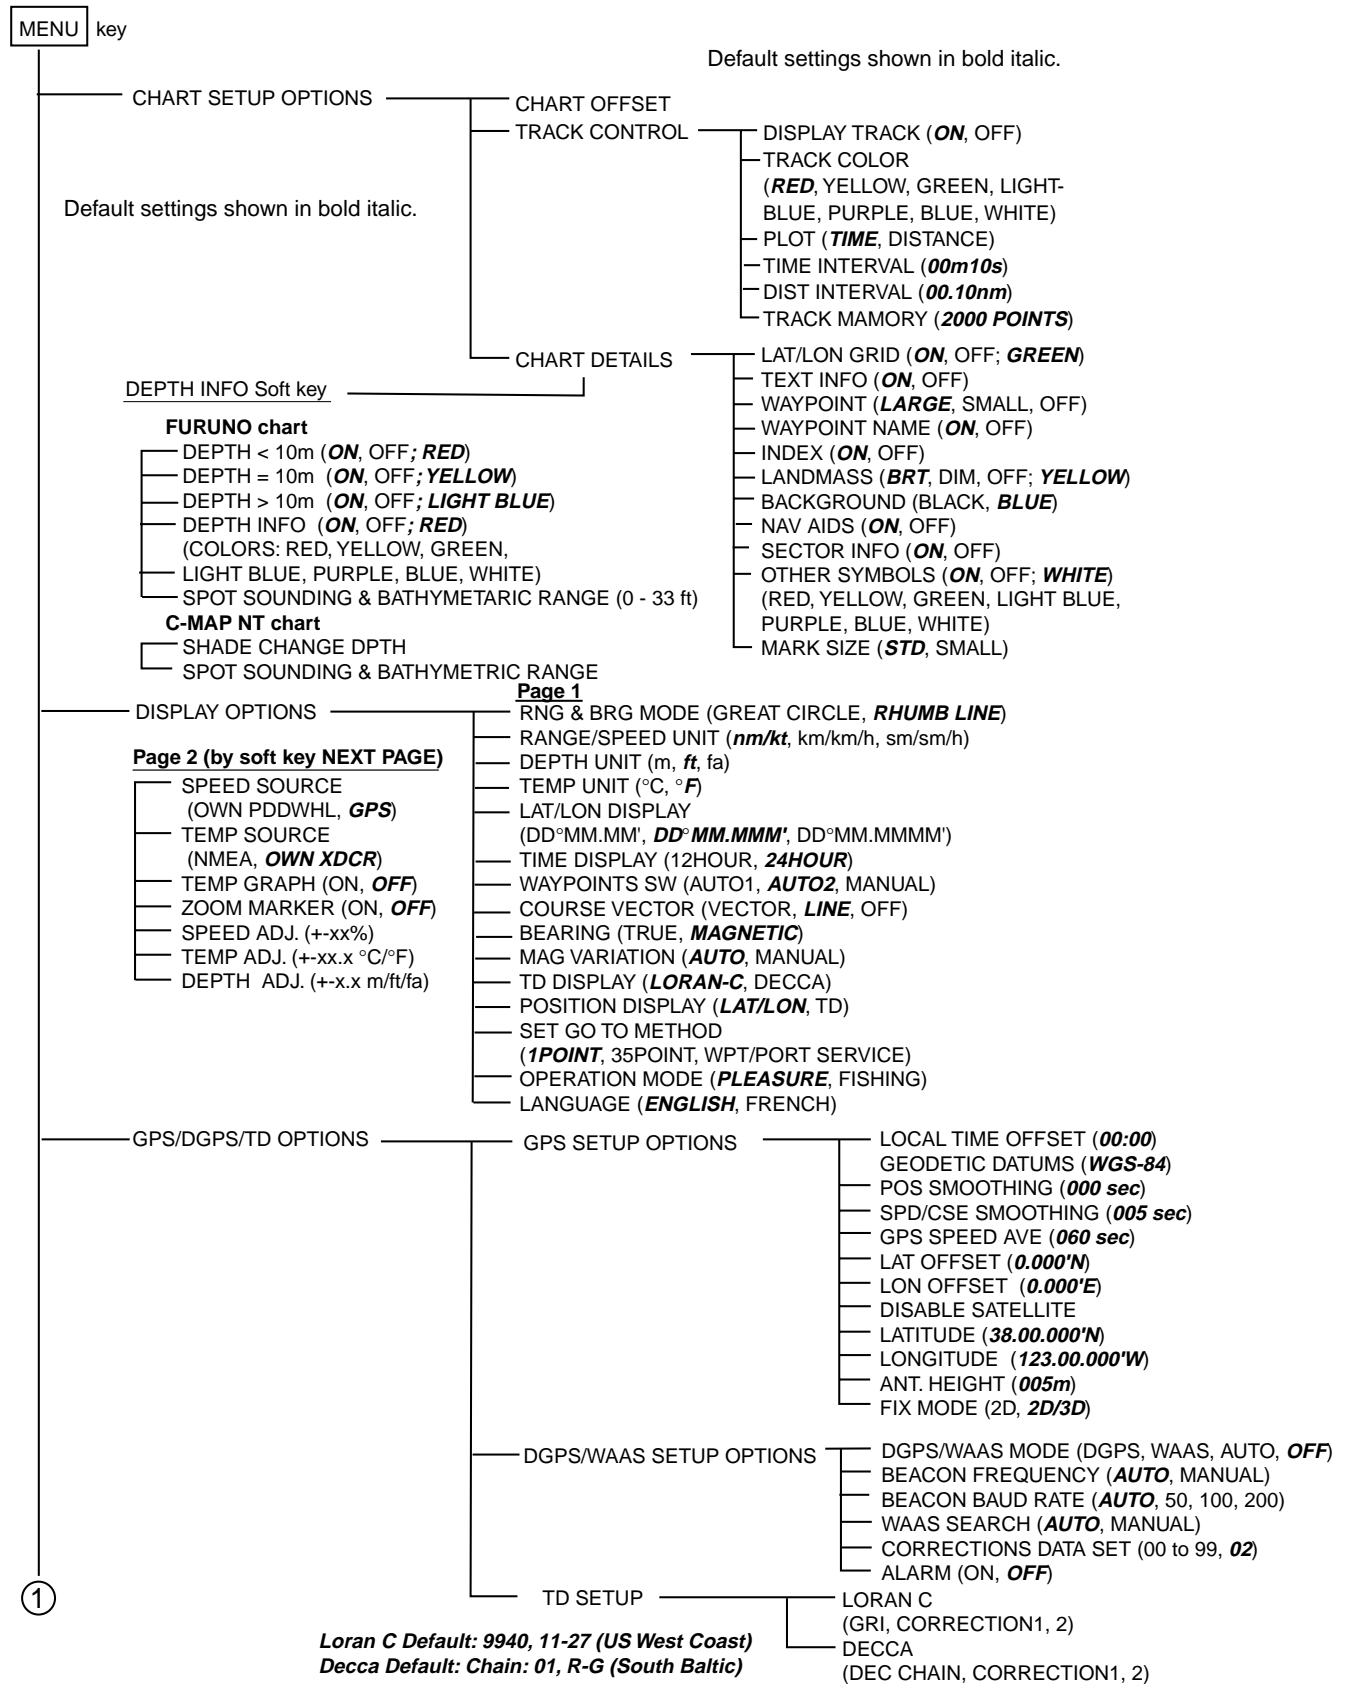 MENU key
Default settings shown in bold italic.
CHART SETUP OPTIONS
CHART OFFSET
TRACK CONTROL
DISPLAY TRACK (ON, OFF)
TRACK COLOR
(RED, YELLOW, GREEN, LIGHT-
BLUE, PURPLE, BLUE, WHITE)
PLOT (TIME, DISTANCE)
TIME INTERVAL (00m10s)
DIST INTERVAL (00.10nm)
TRACK MAMORY (2000 POINTS)
Default settings shown in bold italic.
CHART DETAILS
LAT/LON GRID (ON, OFF; GREEN)
TEXT INFO (ON, OFF)
WAYPOINT (LARGE, SMALL, OFF)
WAYPOINT NAME (ON, OFF)
INDEX (ON, OFF)
LANDMASS (BRT, DIM, OFF; YELLOW)
BACKGROUND (BLACK, BLUE)
NAV AIDS (ON, OFF)
SECTOR INFO (ON, OFF)
OTHER SYMBOLS (ON, OFF; WHITE)
(RED, YELLOW, GREEN, LIGHT BLUE,
PURPLE, BLUE, WHITE)
MARK SIZE (STD, SMALL)
DEPTH INFO Soft key
FURUNO chart
DEPTH < 10m (ON, OFF; RED)
DEPTH = 10m (ON, OFF; YELLOW)
DEPTH > 10m (ON, OFF; LIGHT BLUE)
DEPTH INFO (ON, OFF; RED)
(COLORS: RED, YELLOW, GREEN,
LIGHT BLUE, PURPLE, BLUE, WHITE)
SPOT SOUNDING & BATHYMETARIC RANGE (0 - 33 ft)
C-MAP NT chart
SHADE CHANGE DPTH
SPOT SOUNDING & BATHYMETRIC RANGE
DISPLAY OPTIONS
Page 1
RNG & BRG MODE (GREAT CIRCLE, RHUMB LINE)
RANGE/SPEED UNIT (nm/kt, km/km/h, sm/sm/h)
DEPTH UNIT (m, ft, fa)
TEMP UNIT (°C, °F)
LAT/LON DISPLAY
(DD°MM.MM', DD°MM.MMM', DD°MM.MMMM')
TIME DISPLAY (12HOUR, 24HOUR)
WAYPOINTS SW (AUTO1, AUTO2, MANUAL)
COURSE VECTOR (VECTOR, LINE, OFF)
BEARING (TRUE, MAGNETIC)
MAG VARIATION (AUTO, MANUAL)
TD DISPLAY (LORAN-C, DECCA)
POSITION DISPLAY (LAT/LON, TD)
SET GO TO METHOD
(1POINT, 35POINT, WPT/PORT SERVICE)
OPERATION MODE (PLEASURE, FISHING)
LANGUAGE (ENGLISH, FRENCH)
Page 2 (by soft key NEXT PAGE)
SPEED SOURCE
(OWN PDDWHL, GPS)
TEMP SOURCE
(NMEA, OWN XDCR)
TEMP GRAPH (ON, OFF)
ZOOM MARKER (ON, OFF)
SPEED ADJ. (+-xx%)
TEMP ADJ. (+-xx.x °C/°F)
DEPTH ADJ. (+-x.x m/ft/fa)
GPS/DGPS/TD OPTIONS
GPS SETUP OPTIONS
LOCAL TIME OFFSET (00:00)
GEODETIC DATUMS (WGS-84)
POS SMOOTHING (000 sec)
SPD/CSE SMOOTHING (005 sec)
GPS SPEED AVE (060 sec)
LAT OFFSET (0.000'N)
LON OFFSET (0.000'E)
DISABLE SATELLITE
LATITUDE (38.00.000'N)
LONGITUDE (123.00.000'W)
ANT. HEIGHT (005m)
FIX MODE (2D, 2D/3D)
DGPS/WAAS SETUP OPTIONS
DGPS/WAAS MODE (DGPS, WAAS, AUTO, OFF)
BEACON FREQUENCY (AUTO, MANUAL)
BEACON BAUD RATE (AUTO, 50, 100, 200)
WAAS SEARCH (AUTO, MANUAL)
CORRECTIONS DATA SET (00 to 99, 02)
ALARM (ON, OFF)
TD SETUP
LORAN C
(GRI, CORRECTION1, 2)
DECCA
(DEC CHAIN, CORRECTION1, 2)
Loran C Default: 9940, 11-27 (US West Coast)
Decca Default: Chain: 01, R-G (South Baltic)
1